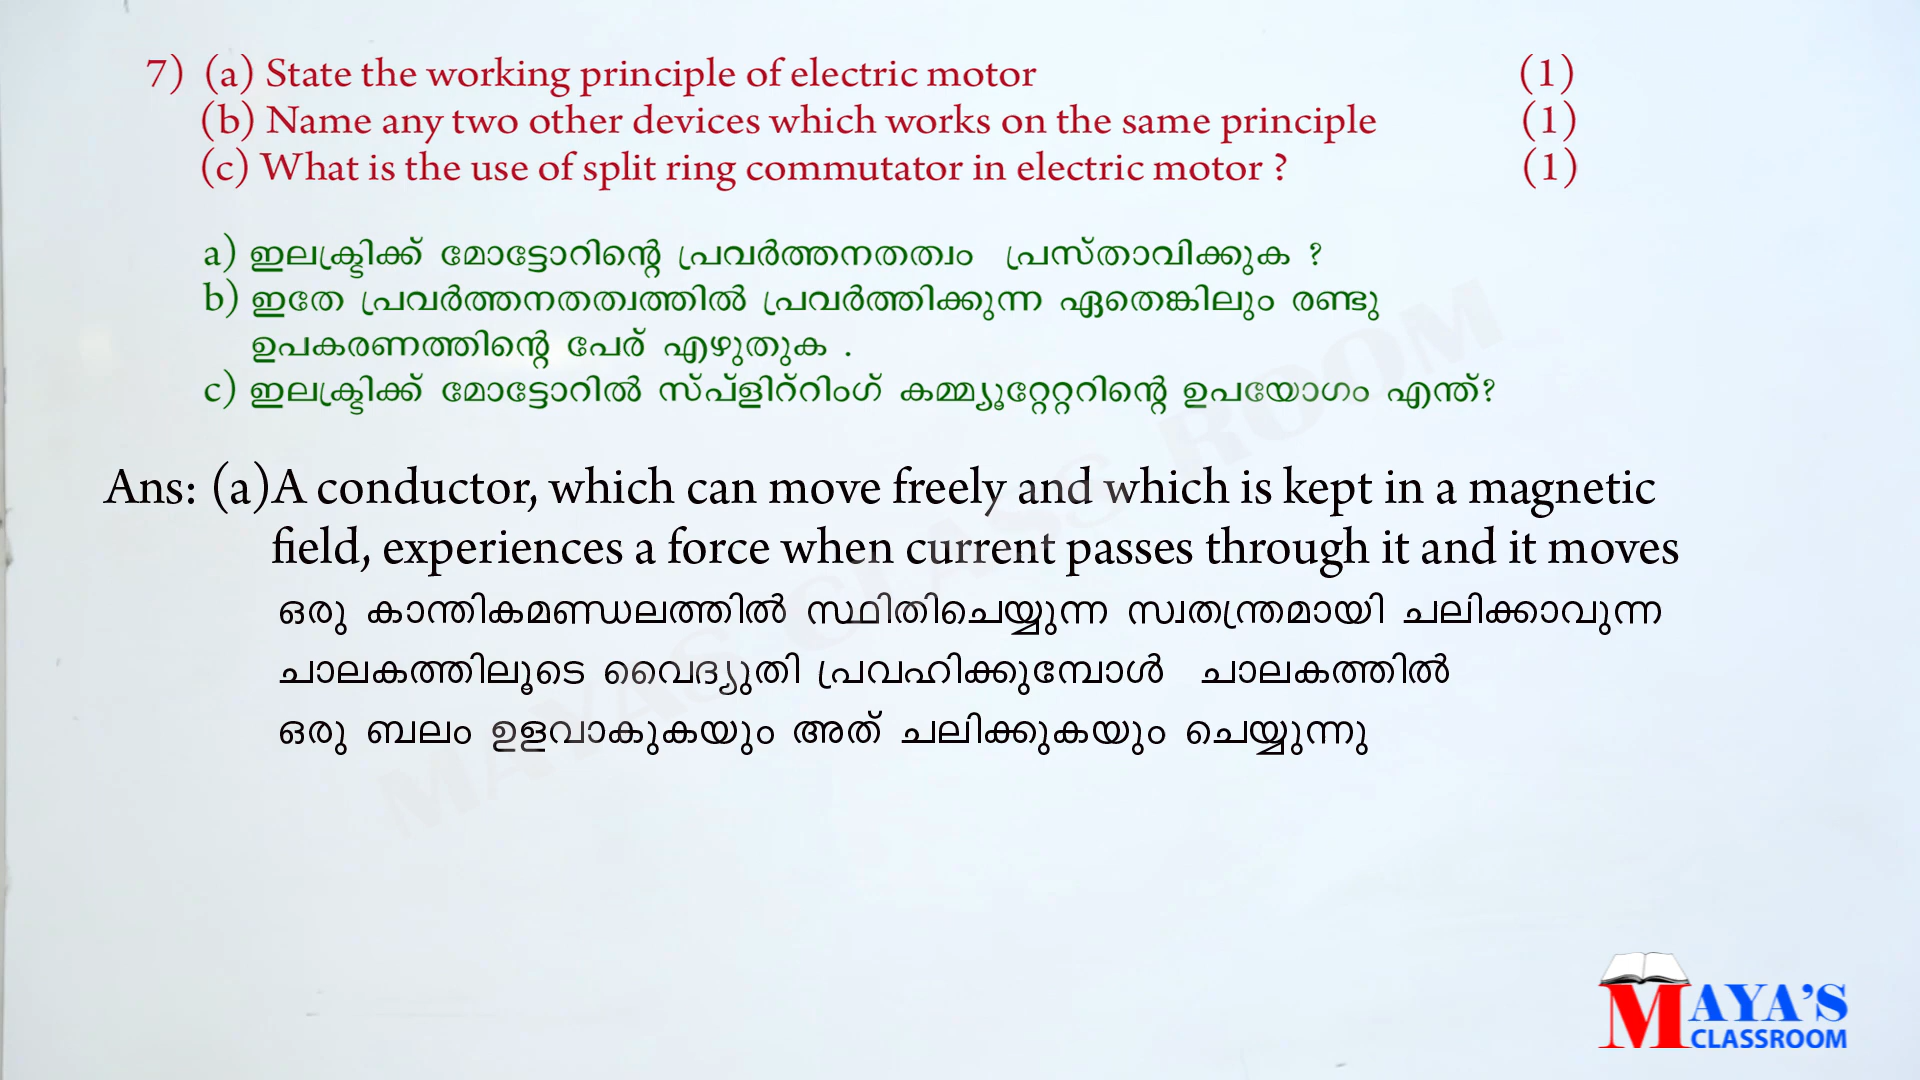 7) (a) State the working principle of electric motor (1)
(b) Name any two other devices which works on the same principle (1)
(c) What is the use of split ring commutator in electric motor ? (1)
a) ഇലക്ട്രിക്ക് മോട്ടോറിന്റെ പ്രവർത്തനതത്വം പ്രസ്താവിക്കുക ?
b) ഇതേ പ്രവർത്തനതത്വത്തിൽ പ്രവർത്തിക്കുന്ന ഏതെങ്കിലും രണ്ടു
ഉപകരണത്തിന്റെ പേര് എഴുതുക .
c) ഇലക്ട്രിക്ക് മോട്ടോറിൽ സ്പ്ളിറ്റ്റിംഗ് കമ്മ്യൂറ്റേറ്ററിന്റെ ഉപയോഗം എന്ത്?
Ans: (a)A conductor, which can move freely and which is kept in a magnetic
field, experiences a force when current passes through it and it moves
ഒരു കാന്തികമണ്ഡലത്തിൽ സ്ഥിതിചെയ്യുന്ന സ്വതന്ത്രമായി ചലിക്കാവുന്ന
ചാലകത്തിലൂടെ വൈദ്യുതി പ്രവഹിക്കുമ്പോൾ ചാലകത്തിൽ
ഒരു ബലം ഉളവാകുകയും അത് ചലിക്കുകയും ചെയ്യുന്നു
MAYAS CLASS ROOM
MAYA'S
CLASSROOM